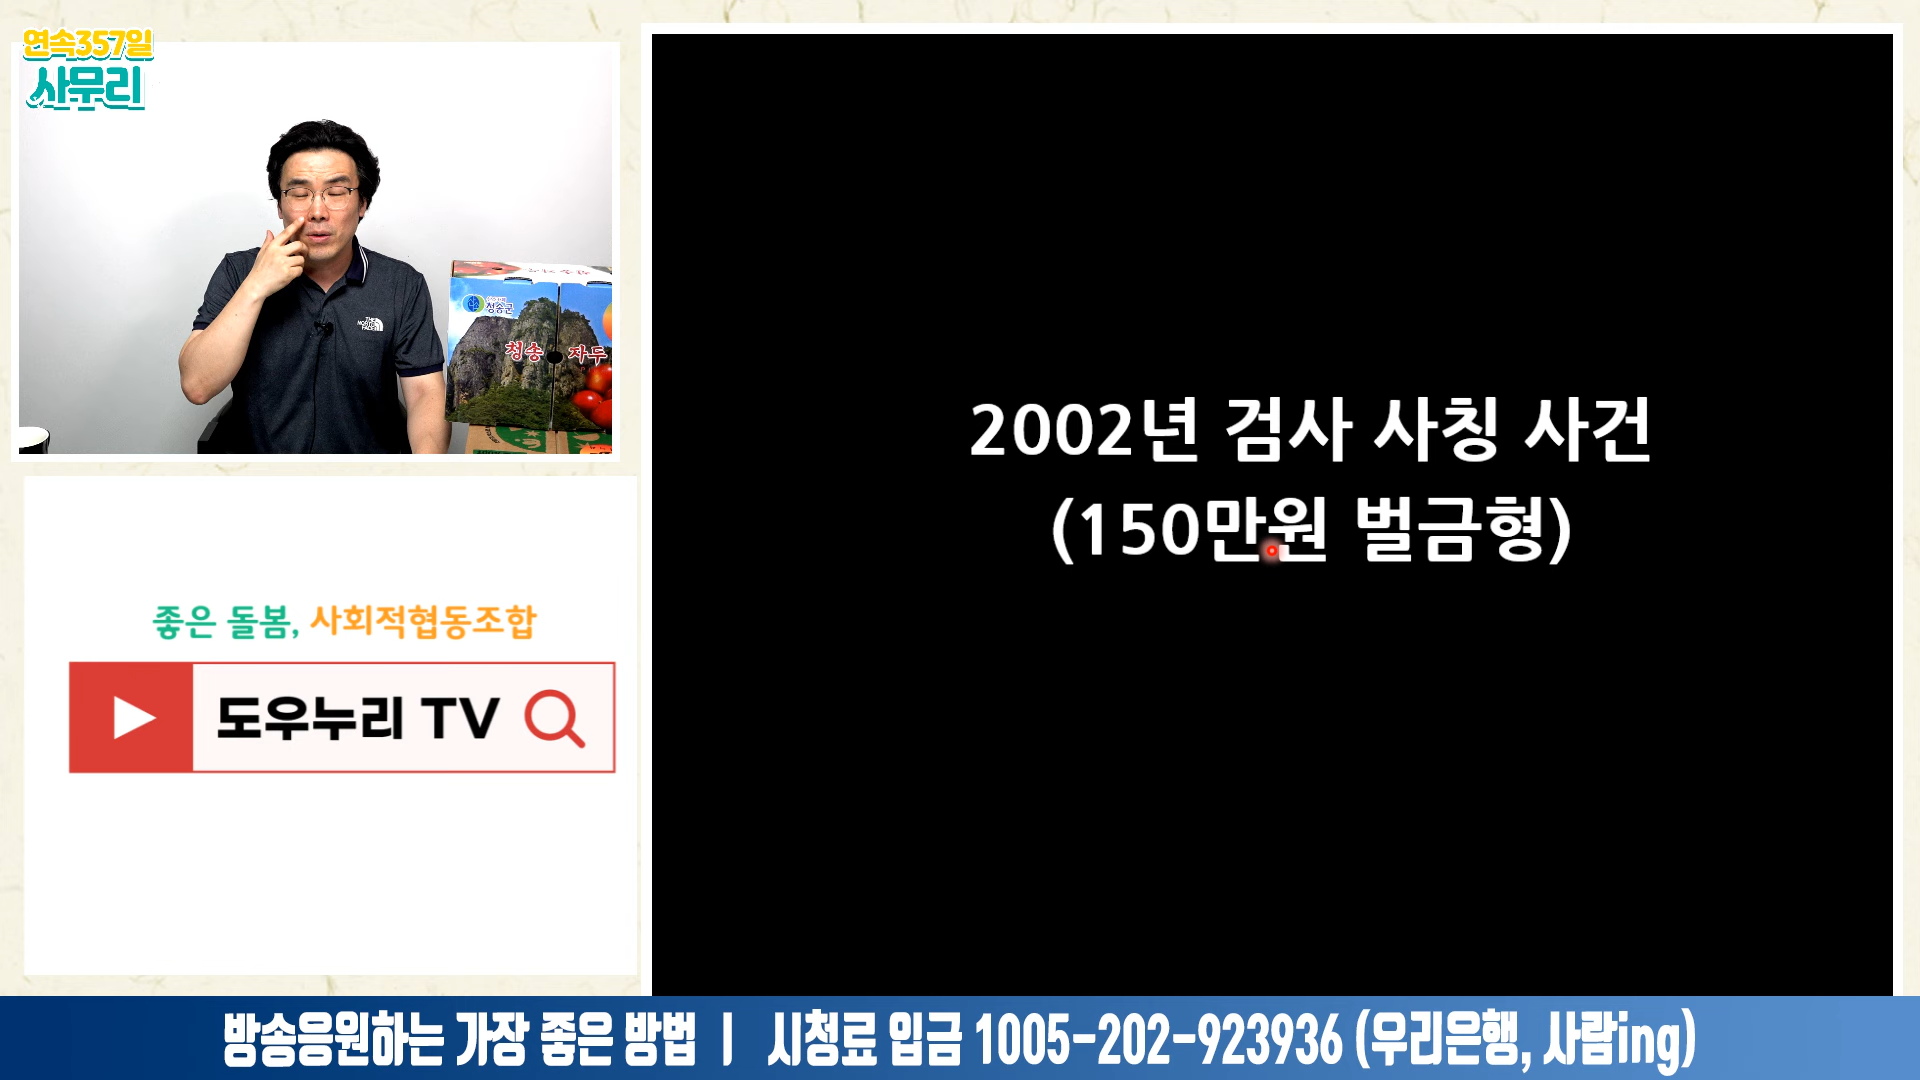 연속357일
사무리
청송군
청송 자두
THE NORTH FACE
2002년 검사 사칭 사건
(150만원 벌금형)
좋은 돌봄, 사회적협동조합
도우누리 TV
방송응원하는 가장 좋은 방법 | 시청료 입금 1005-202-923936 (우리은행, 사람ing)